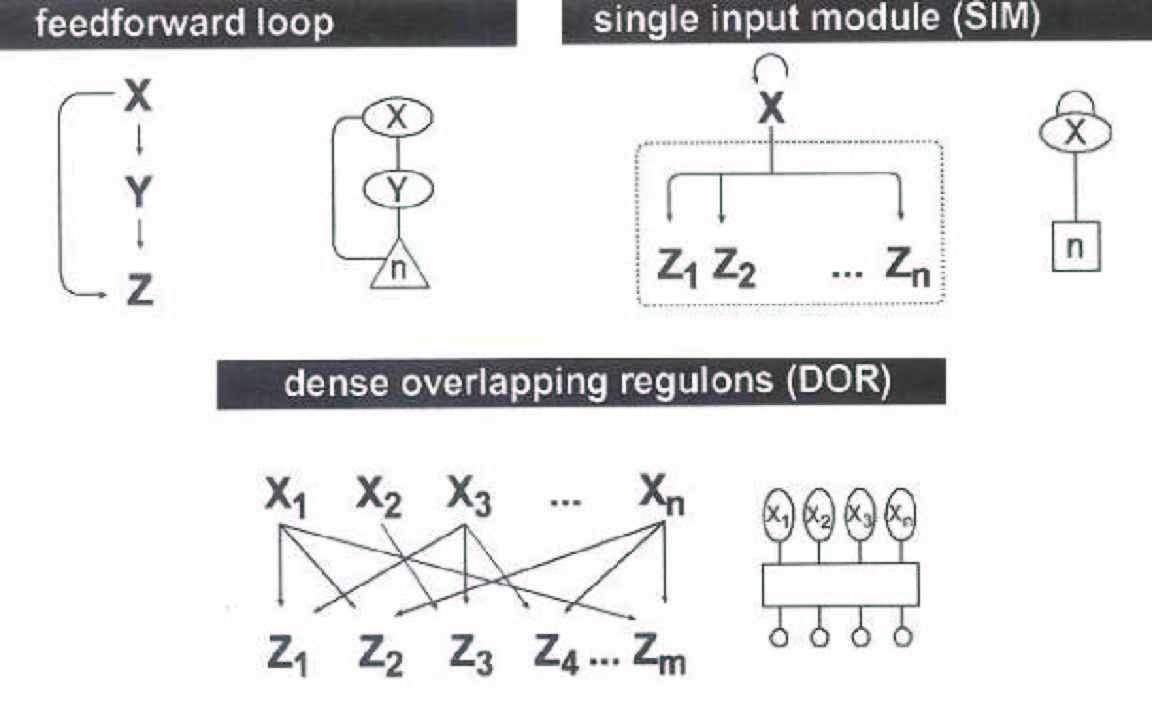 feedforward loop
single input module (SIM)
X
Y
Z
X
Y
n
X
Z1 Z2 ... Zn
X
n
dense overlapping regulons (DOR)
X1 X2 X3 ... Xn
Z1 Z2 Z3 Z4 ... Zm
X1 X2 X3 Xn